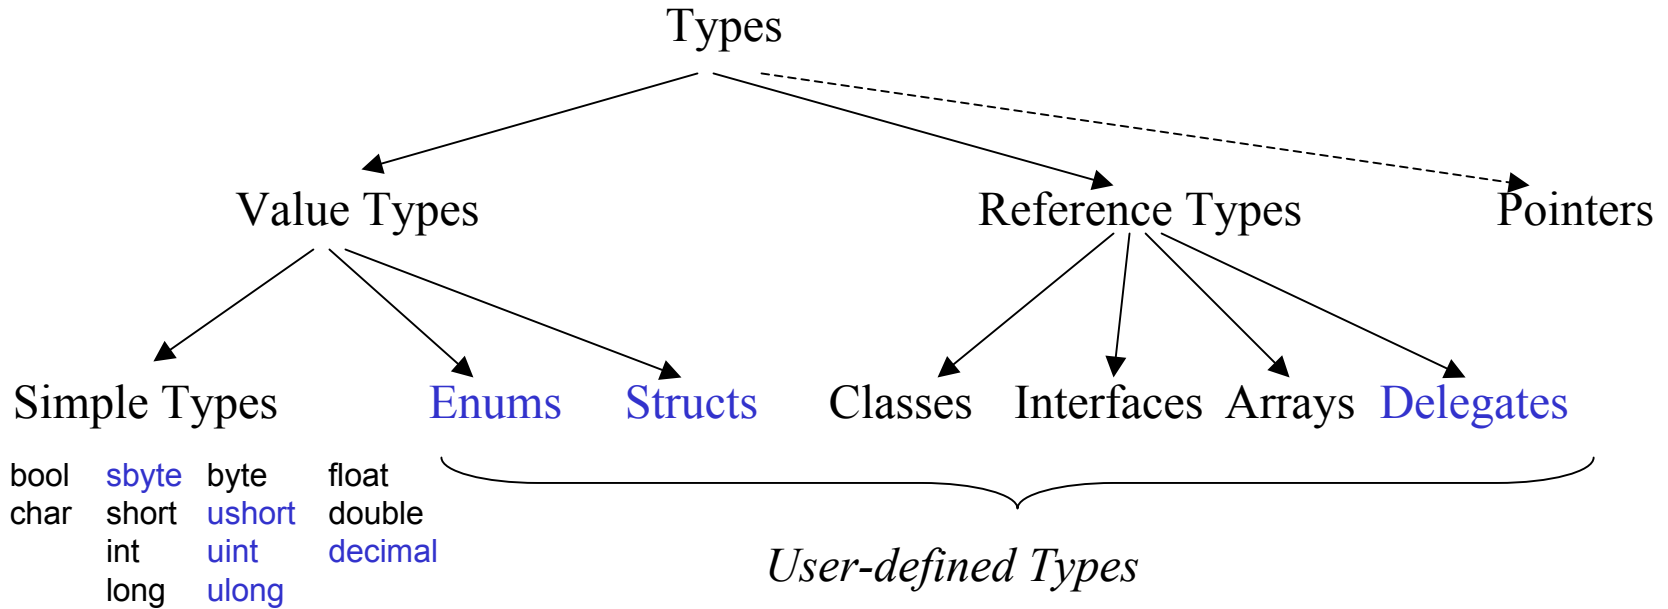 Types
Value Types Reference Types Pointers
Simple Types Enums Structs Classes Interfaces Arrays Delegates
bool sbyte byte float
char short ushort double
int uint decimal
long ulong
User-defined Types